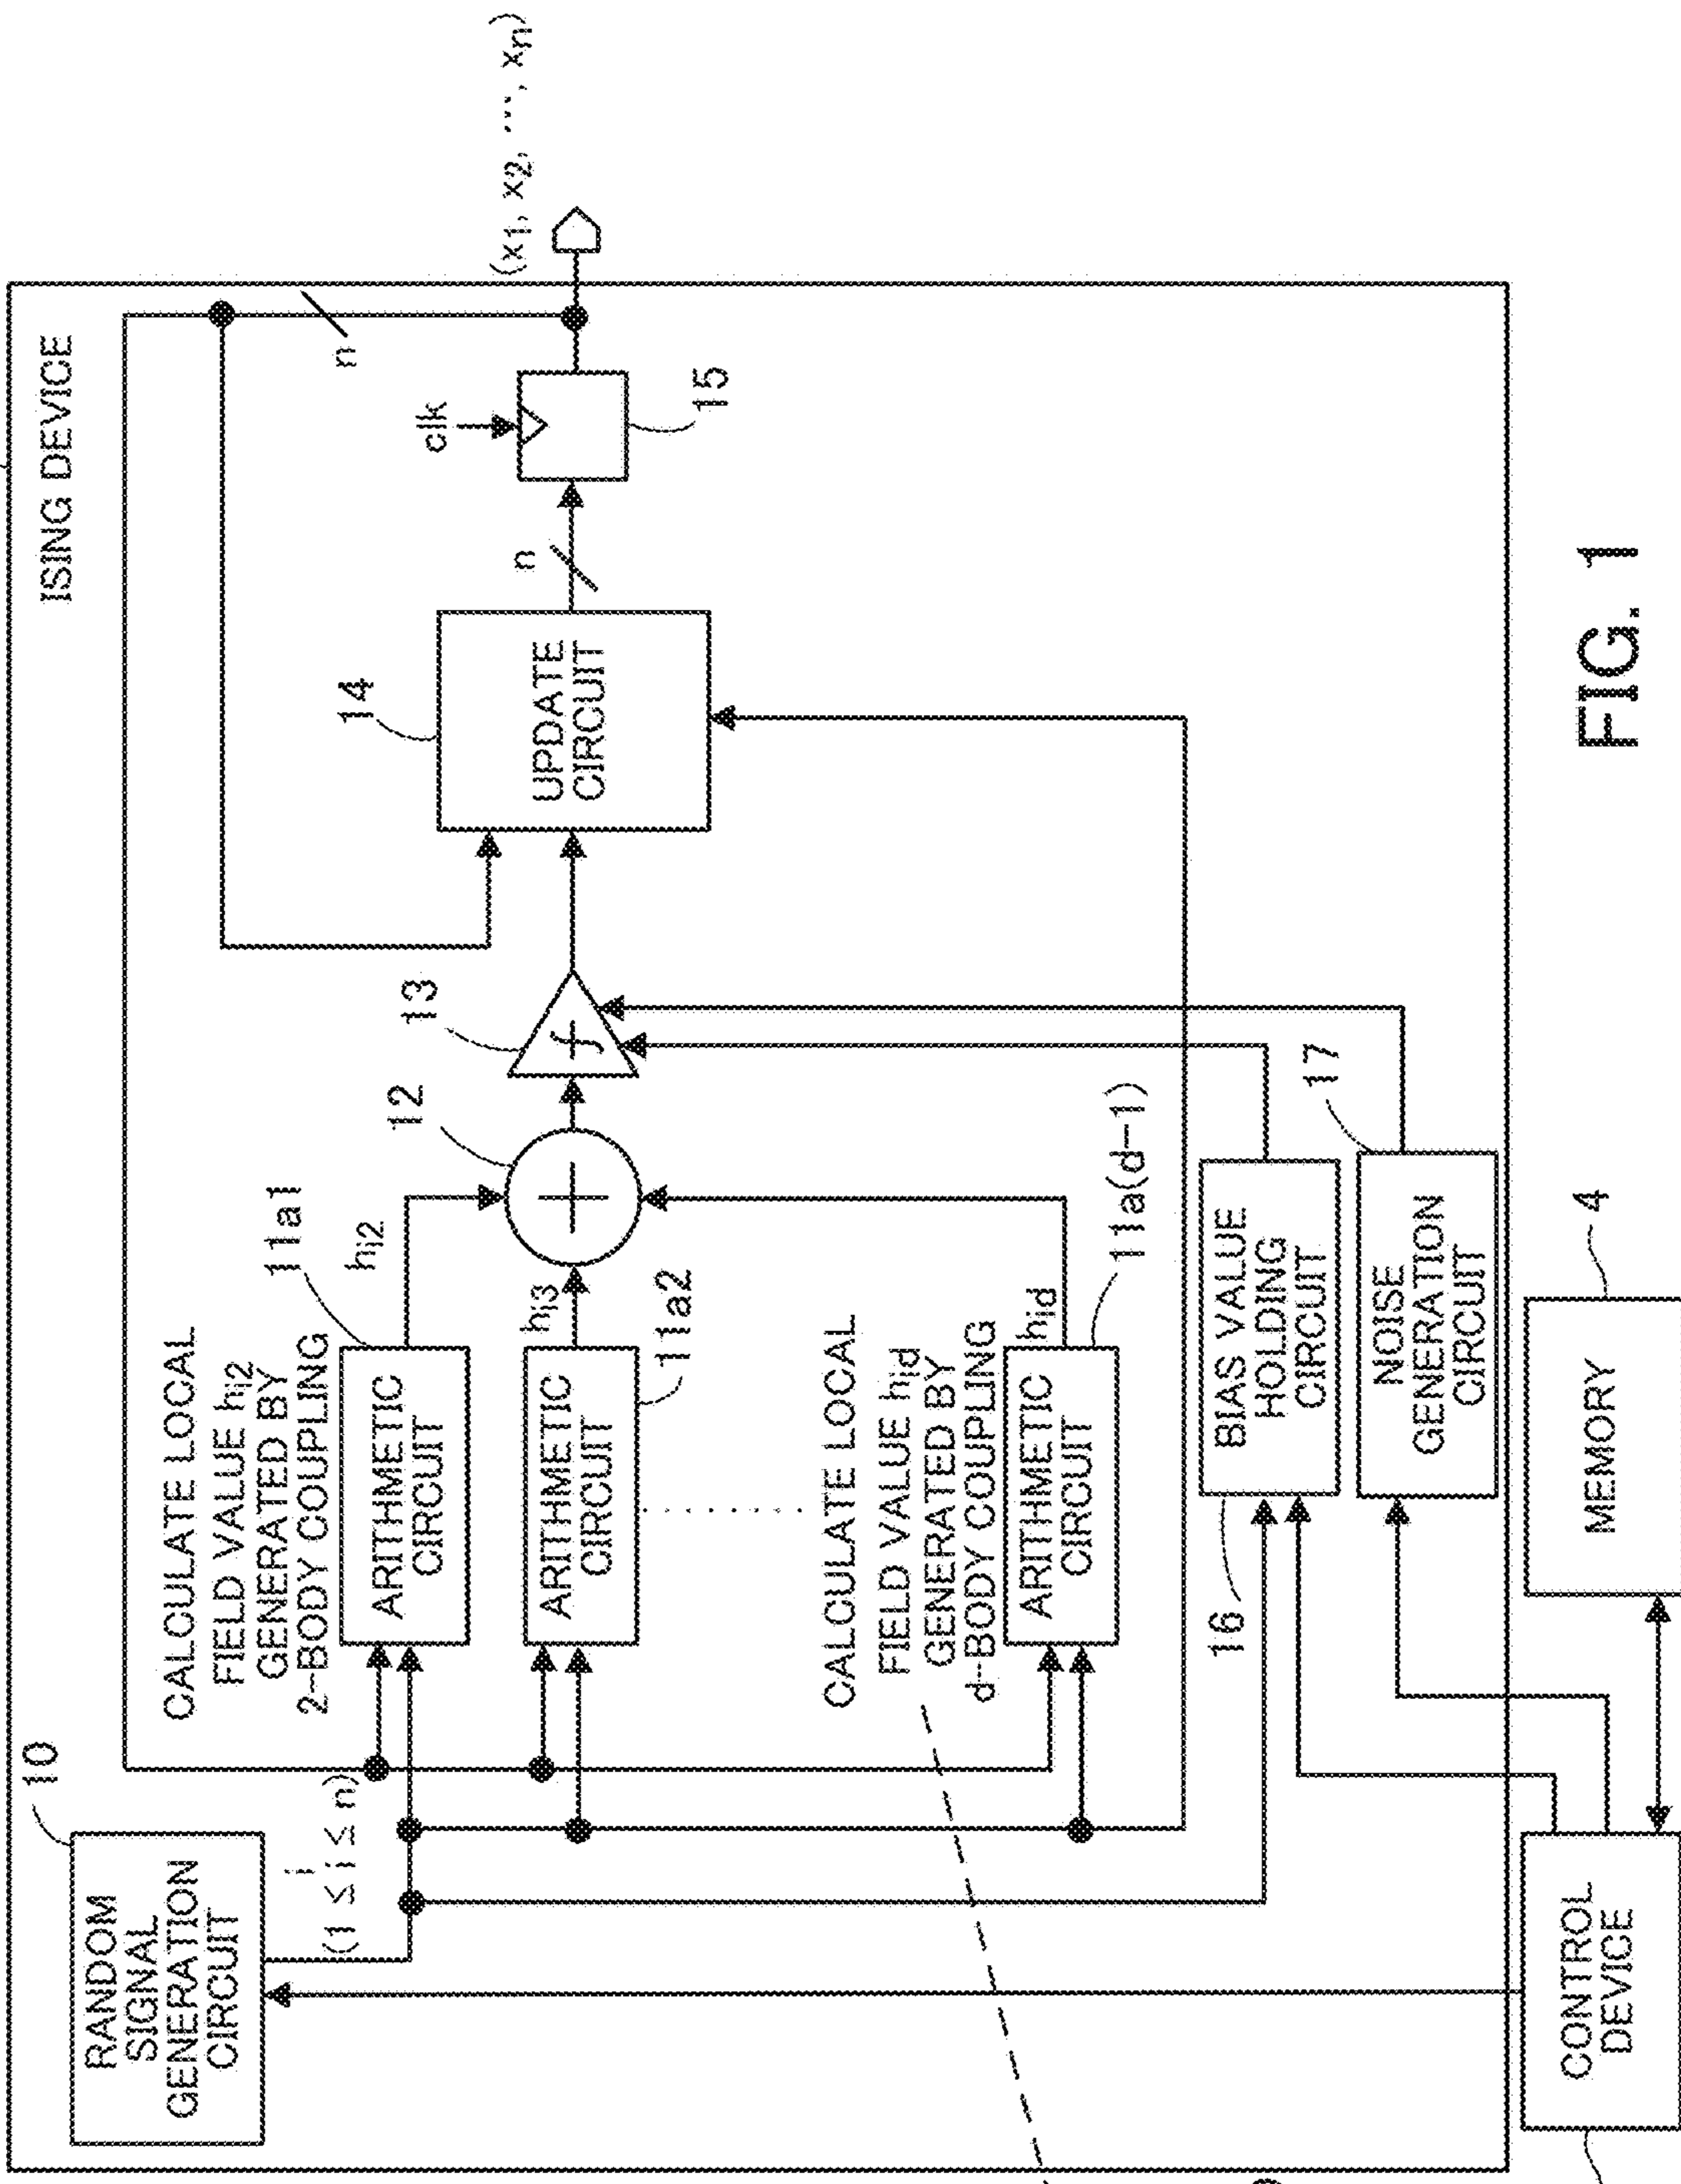 ISING DEVICE
10
RANDOM
SIGNAL
GENERATION
CIRCUIT
i
(1 ≤ i ≤ n)
CALCULATE LOCAL
FIELD VALUE hi2
GENERATED BY
2-BODY COUPLING
11a1
ARITHMETIC
CIRCUIT
hi2
ARITHMETIC
CIRCUIT
hi3
11a2
CALCULATE LOCAL
FIELD VALUE hid
GENERATED BY
d-BODY COUPLING
ARITHMETIC
CIRCUIT
hid
11a(d-1)
12
+
13
f
14
UPDATE
CIRCUIT
n
clk
15
n
(x1, x2, ···, xn)
16
BIAS VALUE
HOLDING
CIRCUIT
17
NOISE
GENERATION
CIRCUIT
CONTROL
DEVICE
MEMORY
4
FIG. 1